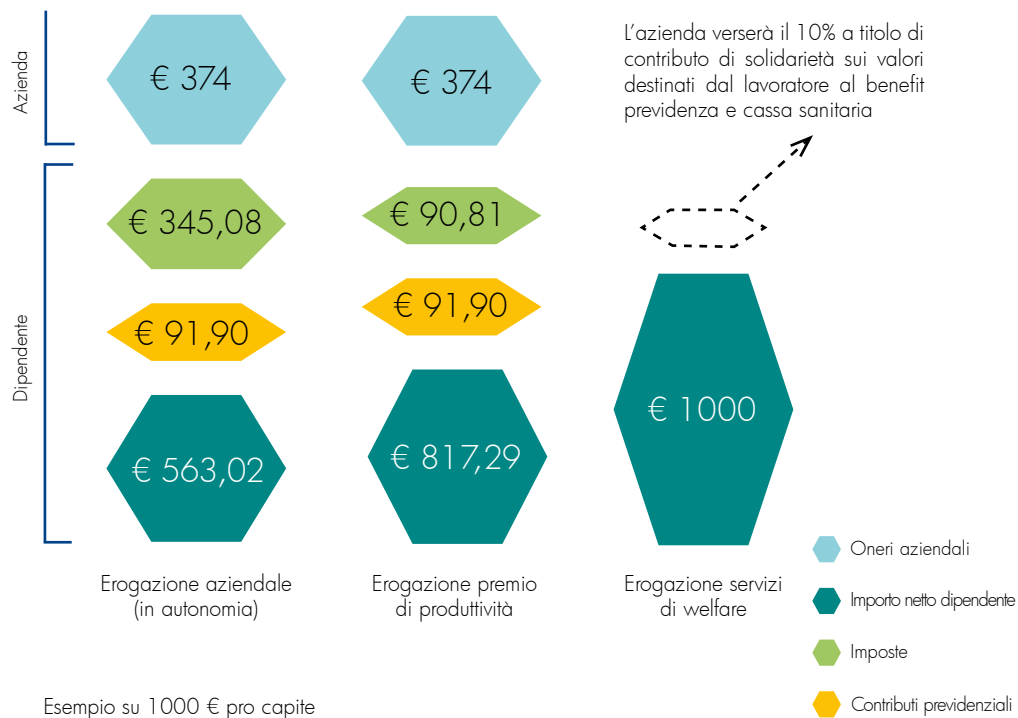 Azienda
€ 374
€ 374
L'azienda verserà il 10% a titolo di
contributo di solidarietà sui valori
destinati dal lavoratore al benefit
previdenza e cassa sanitaria
Dipendente
€ 345,08
€ 90,81
€ 91,90
€ 91,90
€ 563,02
€ 817,29
€ 1000
Erogazione aziendale
(in autonomia)
Erogazione premio
di produttività
Erogazione servizi
di welfare
Oneri aziendali
Importo netto dipendente
Imposte
Contributi previdenziali
Esempio su 1000 € pro capite